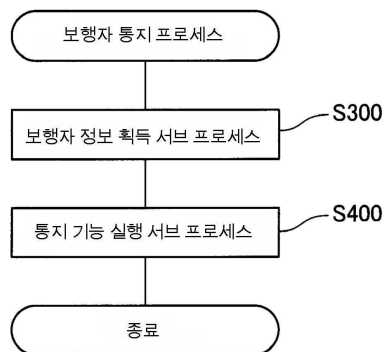 보행자 통지 프로세스
S300
보행자 정보 획득 서브 프로세스
S400
통지 기능 실행 서브 프로세스
종료